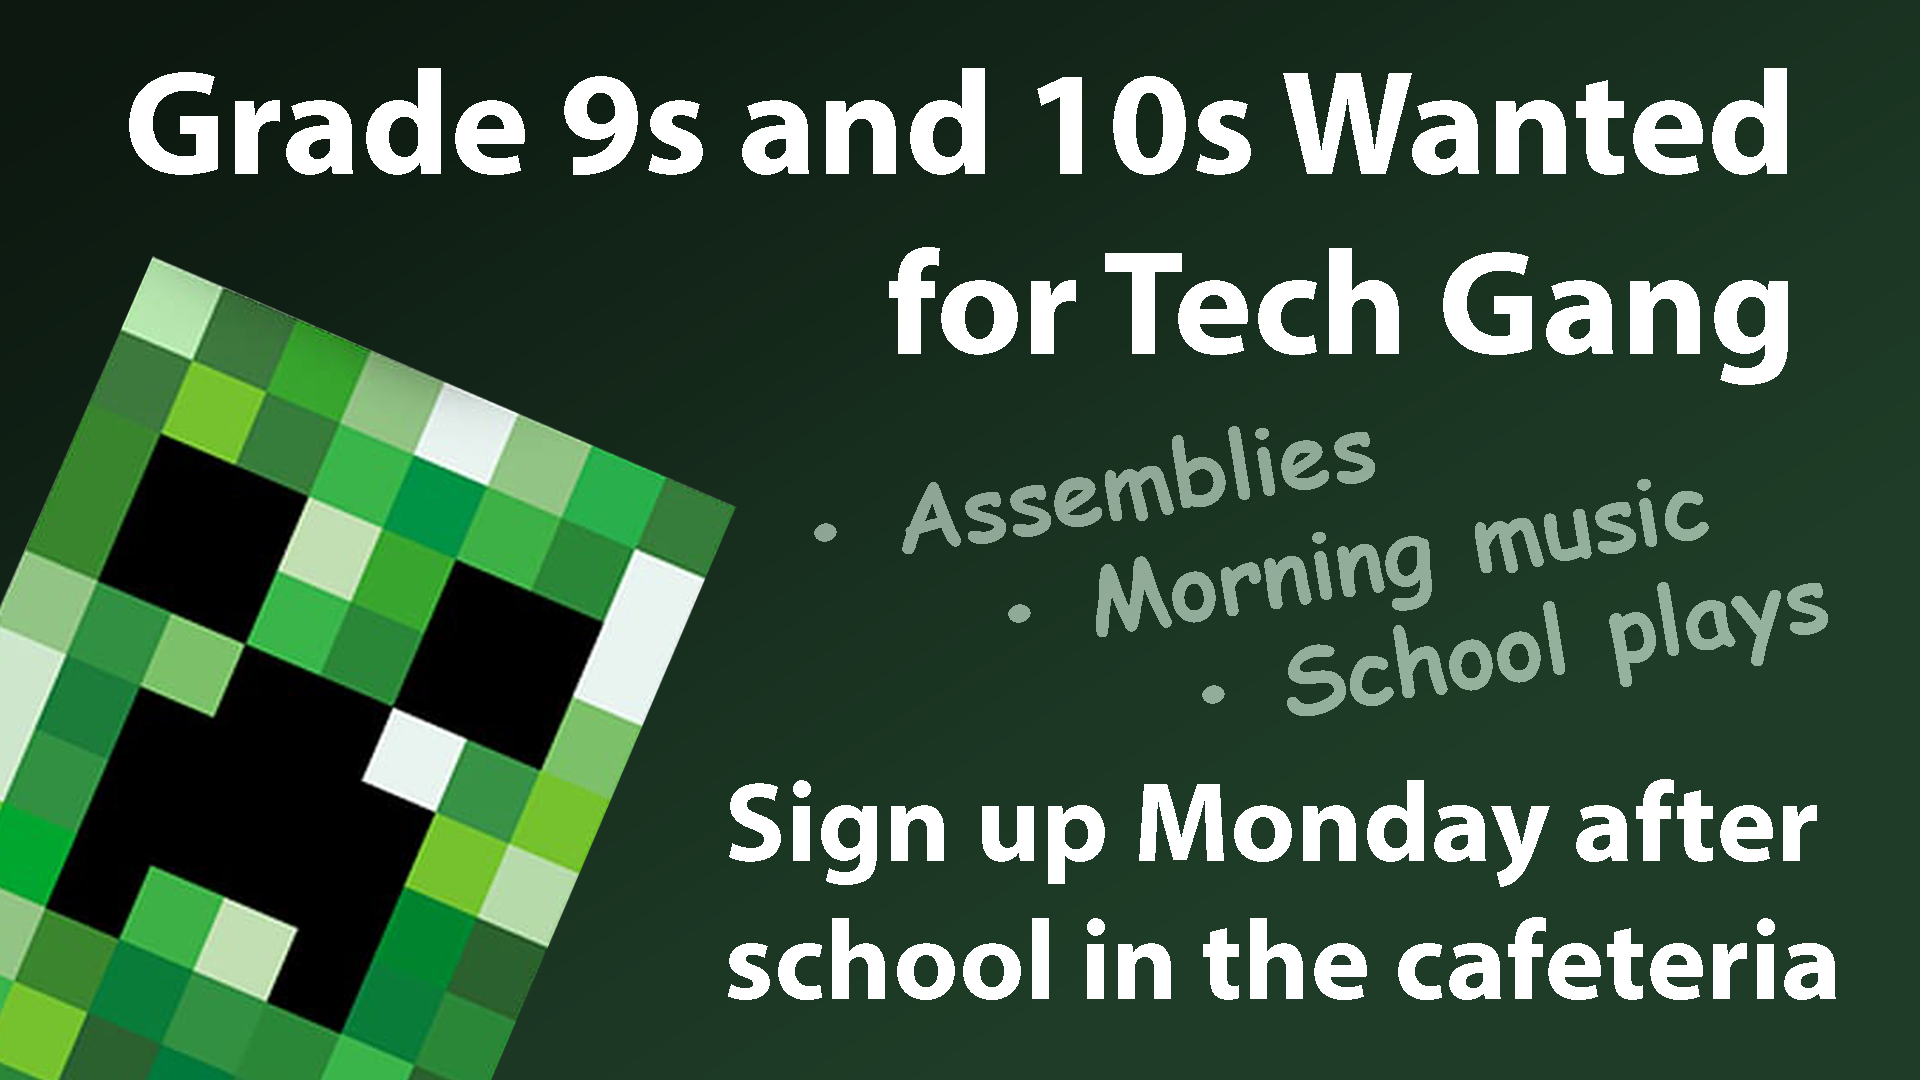 Grade 9s and 10s Wanted
for Tech Gang
• Assemblies
• Morning music
• School plays
Sign up Monday after
school in the cafeteria